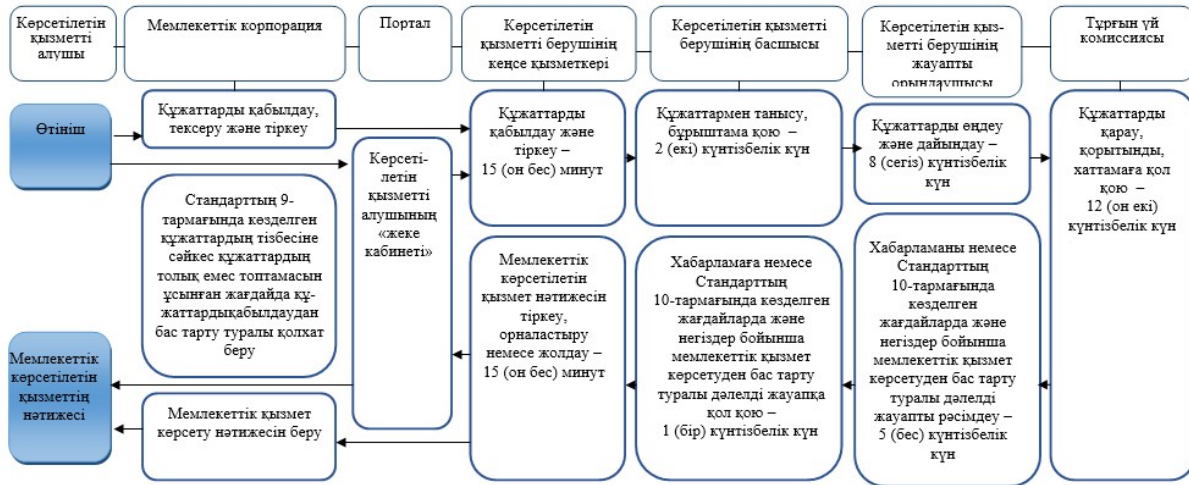 Көрсетілетін
қызметті
алушы
Мемлекеттік корпорация
Портал
Көрсетілетін
қызметті берушінің
кеңсе қызметкері
Көрсетілетін қызметті
берушінің басшысы
Көрсетілетін қыз-
метті берушінің
жауапты
орындаушысы
Тұрғын үй
комиссиясы
Өтініш
Құжаттарды қабылдау,
тексеру және тіркеу
Стандарттың 9-
тармағында көзделген
құжаттардың тізбесіне
сәйкес құжаттардың
толық емес топтамасын
ұсынған жағдайда құ-
жаттардықабылдаудан
бас тарту туралы қолхат
беру
Көрсеті-
летін
қызметті
алушының
«жеке
кабинеті»
Құжаттарды
қабылдау және
тіркеу –
15 (он бес) минут
Құжаттармен танысу,
бұрыштама қою –
2 (екі) күнтізбелік күн
Құжаттарды өңдеу
және дайындау –
8 (сегіз) күнтізбелік
күн
Құжаттарды
қарау,
қорытынды,
хаттамаға қол
қою –
12 (он екі)
күнтізбелік күн
Мемлекеттік
көрсетілетін
қызмет нәтижесін
тіркеу,
орналастыру
немесе жолдау –
15 (он бес) минут
Хабарламаға немесе
Стандарттың
10-тармағында көзделген
жағдайларда және
негіздер бойынша
мемлекеттік қызмет
көрсетуден бас тарту
туралы дәлелді жауапқа
қол қою –
1 (бір) күнтізбелік күн
Хабарламаны немесе
Стандарттың
10-тармағында
көзделген
жағдайларда және
негіздер бойынша
мемлекеттік қызмет
көрсетуден бас тарту
туралы дәлелді
жауапты рәсімдеу –
5 (бес) күнтізбелік
күн
Мемлекеттік
көрсетілетін
қызметтің
нәтижесі
Мемлекеттік қызмет
көрсету нәтижесін беру